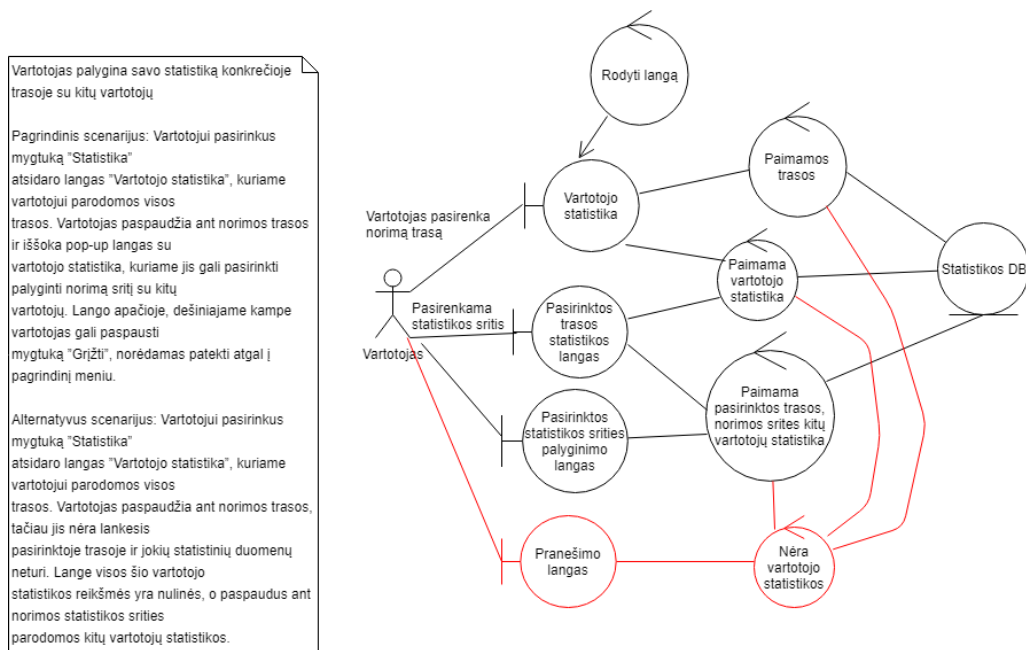 Vartotojas palygina savo statistiką konkrečioje
trasoje su kitų vartotojų
Pagrindinis scenarijus: Vartotojui pasirinkus
mygtuką "Statistika"
atsidaro langas "Vartotojo statistika", kuriame
vartotojui parodomos visos
trasos. Vartotojas paspaudžia ant norimos trasos
ir iššoka pop-up langas su
vartotojo statistika, kuriame jis gali pasirinkti
palyginti norimą sritį su kitų
vartotojų. Lango apačioje, dešiniajame kampe
vartotojas gali paspausti
mygtuką "Grįžti", norėdamas patekti atgal į
pagrindinį meniu.
Alternatyvus scenarijus: Vartotojui pasirinkus
mygtuką "Statistika"
atsidaro langas "Vartotojo statistika", kuriame
vartotojui parodomos visos
trasos. Vartotojas paspaudžia ant norimos trasos,
tačiau jis nėra lankesis
pasirinktoje trasoje ir jokių statistinių duomenų
neturi. Lange visos šio vartotojo
statistikos reikšmės yra nulinės, o paspaudus ant
norimos statistikos srities
parodomos kitų vartotojų statistikos.
Rodyti langą
Vartotojas pasirenka
norimą trasą
Vartotojo
statistika
Paimamos
trasos
Statistikos DB
Paimama
vartotojo
statistika
Pasirenkama
statistikos sritis
Vartotojas
Pasirinktos
trasos
statistikos
langas
Pasirinktos
statistikos srities
palyginimo
langas
Paimama
pasirinktos trasos,
norimos srites kitų
vartotojų statistika
Pranešimo
langas
Nėra
vartotojo
statistikos